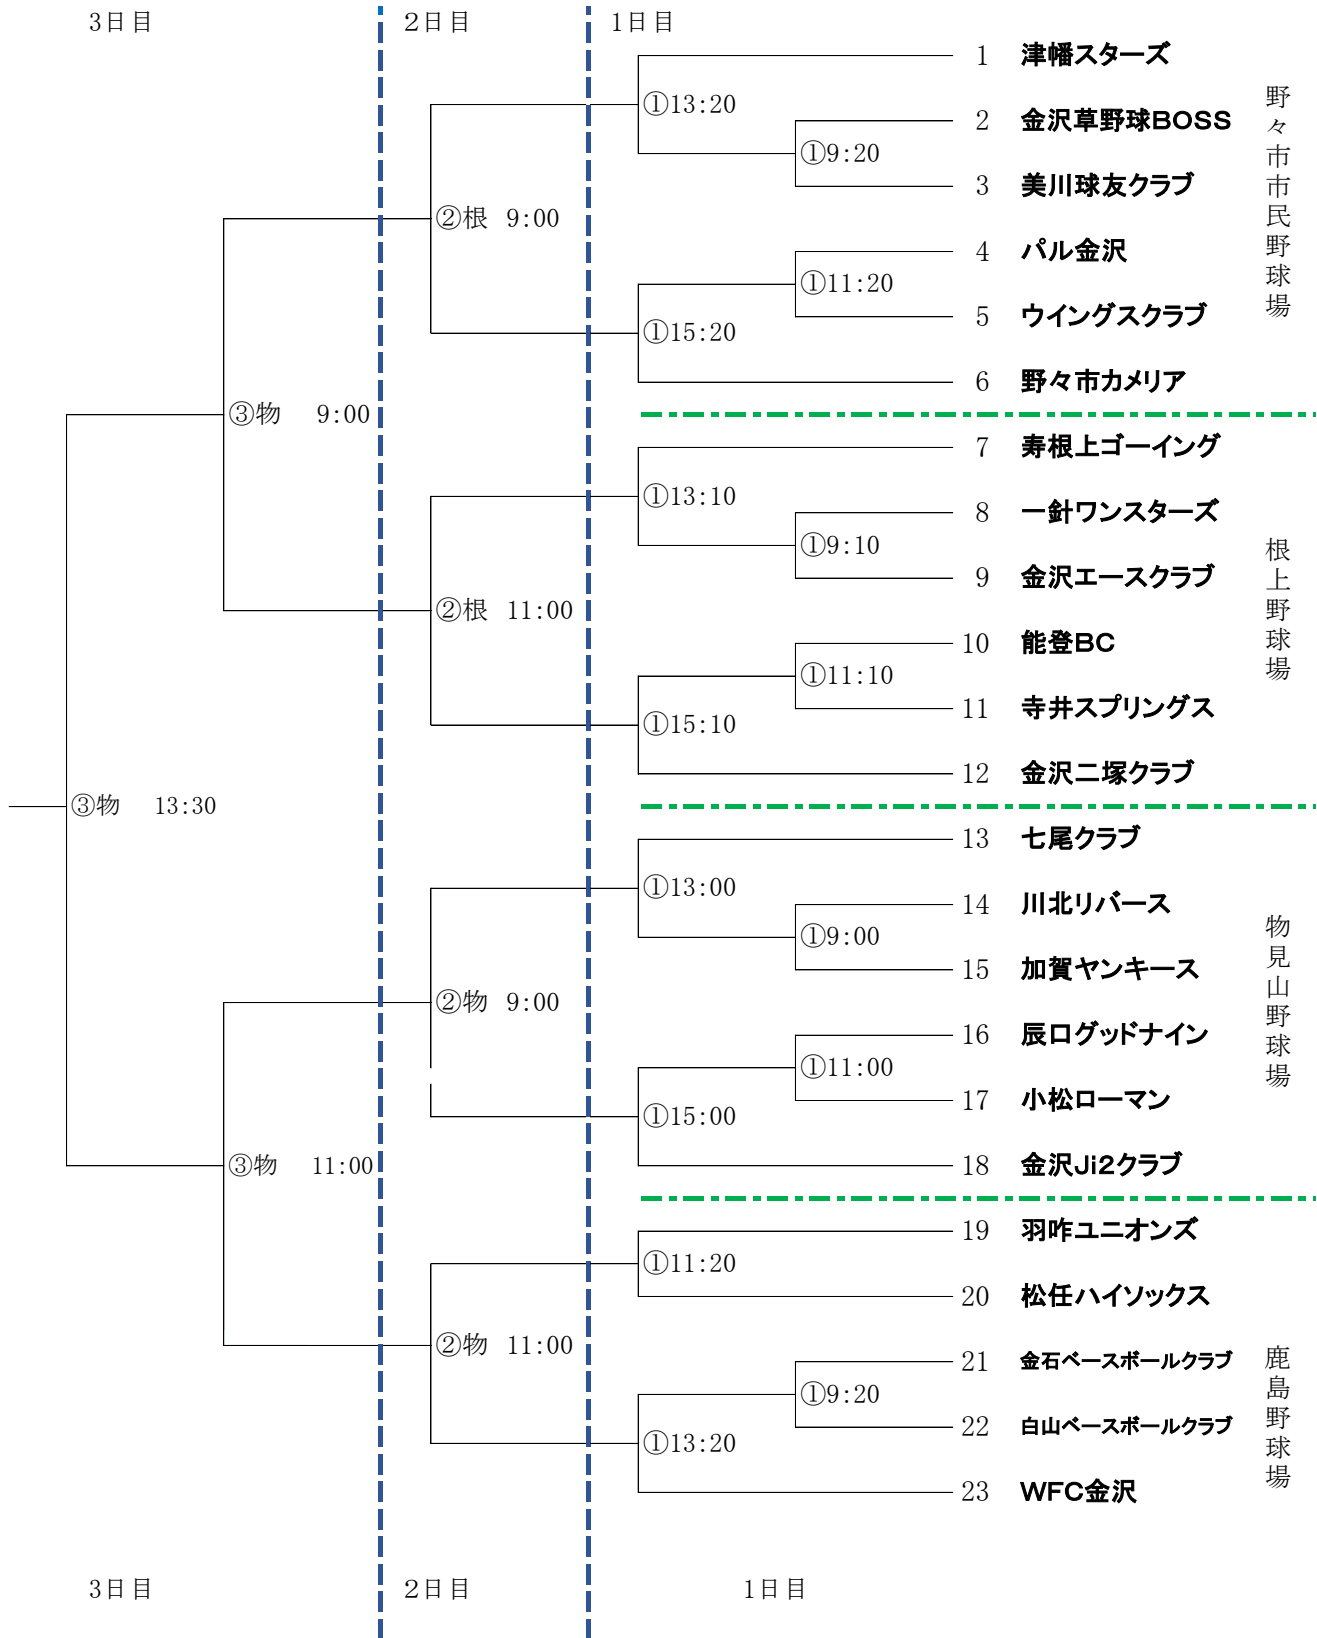 3日目
2日目
1日目
1 津幡スターズ
①13:20
2 金沢草野球BOSS
①9:20
3 美川球友クラブ
②根 9:00
4 パル金沢
①11:20
5 ウイングスクラブ
①15:20
6 野々市カメリア
野々市市民野球場
③物 9:00
7 寿根上ゴーイング
①13:10
8 一針ワンスターズ
①9:10
9 金沢エースクラブ
②根 11:00
10 能登BC
①11:10
11 寺井スプリングス
①15:10
12 金沢二塚クラブ
根上野球場
③物 13:30
13 七尾クラブ
①13:00
14 川北リバース
①9:00
15 加賀ヤンキース
②物 9:00
16 辰口グッドナイン
①11:00
17 小松ローマン
①15:00
18 金沢Ji2クラブ
物見山野球場
③物 11:00
19 羽咋ユニオンズ
①11:20
20 松任ハイソックス
②物 11:00
21 金石ベースボールクラブ
①9:20
22 白山ベースボールクラブ
①13:20
23 WFC金沢
鹿島野球場
3日目
2日目
1日目